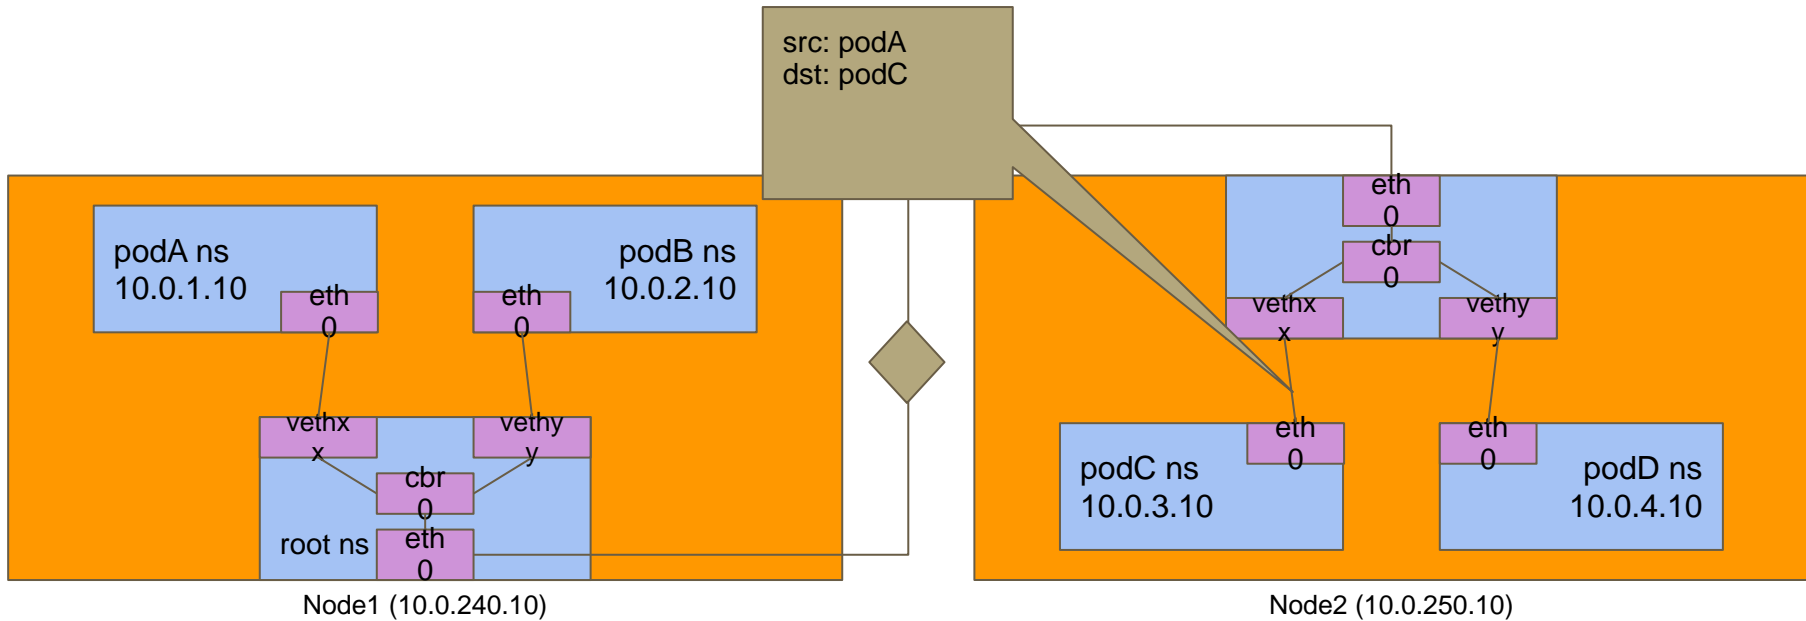 src: podA
dst: podC
podA ns
10.0.1.10
eth
0
podB ns
10.0.2.10
eth
0
vethx
x
vethy
y
cbr
0
root ns
eth
0
Node1 (10.0.240.10)
eth
0
cbr
0
vethx
x
vethy
y
podC ns
10.0.3.10
eth
0
podD ns
10.0.4.10
eth
0
Node2 (10.0.250.10)